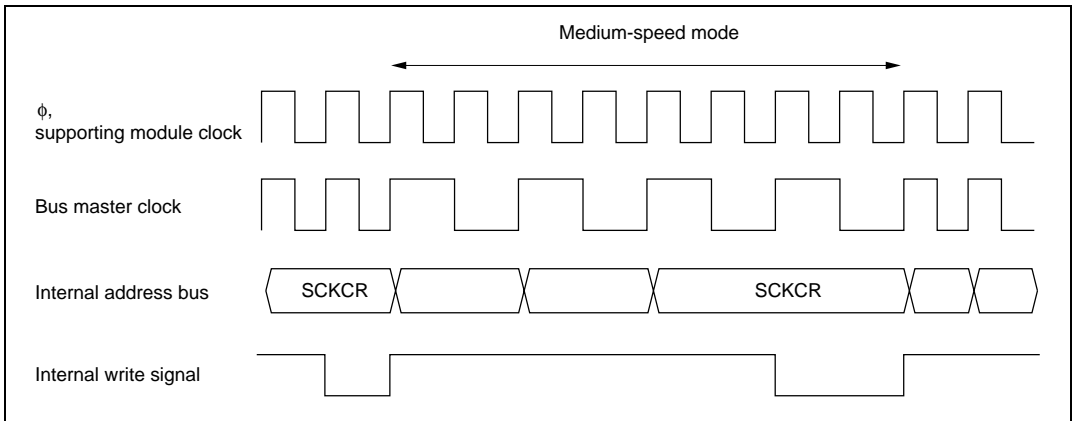 Medium-speed mode
ϕ,
supporting module clock
Bus master clock
Internal address bus
SCKCR
SCKCR
Internal write signal